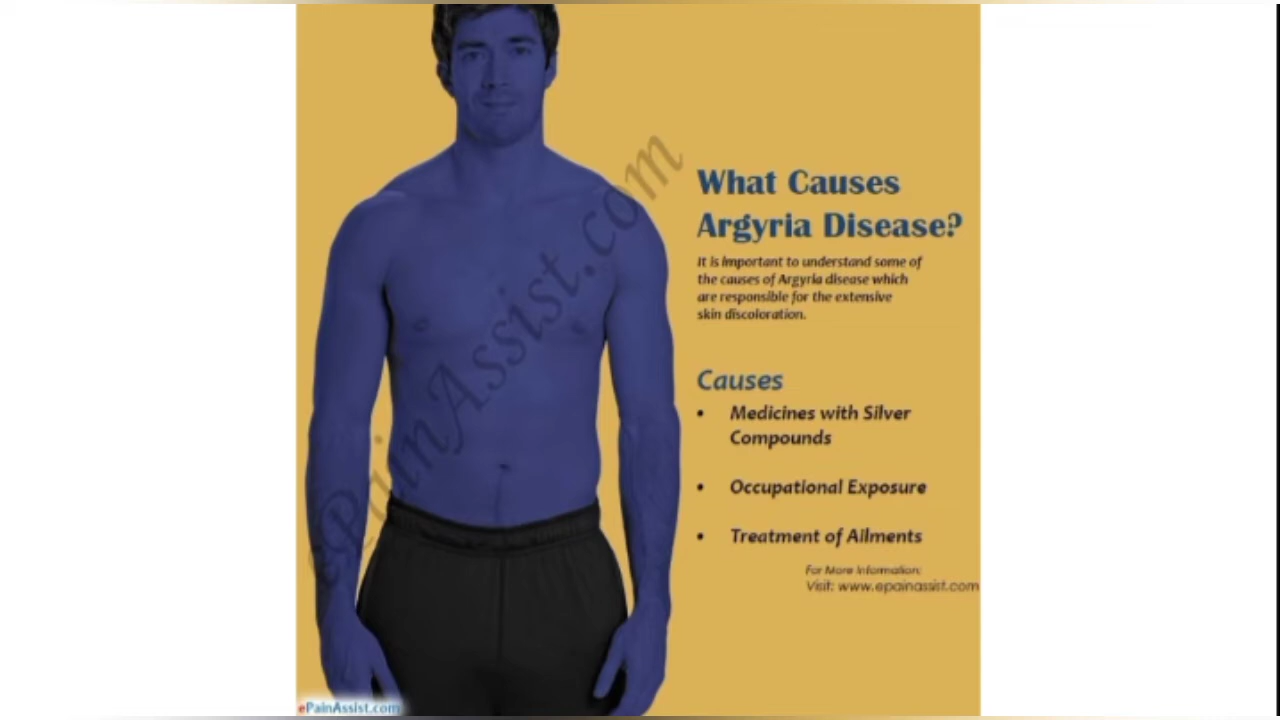 What Causes
Argyria Disease?
It is important to understand some of
the causes of Argyria disease which
are responsible for the extensive
skin discoloration.
Causes
• Medicines with Silver
Compounds
• Occupational Exposure
• Treatment of Ailments
For More Information:
Visit: www.epainassist.com
ePainAssist.com
ePainAssist.com